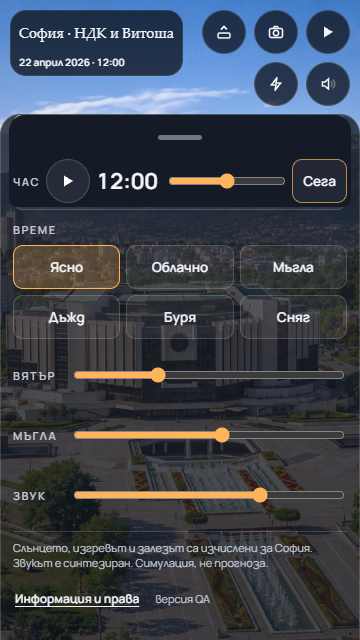 София · НДК и Витоша
22 април 2026 · 12:00
ЧАС 12:00 Сега
ВРЕМЕ
Ясно Облачно Мъгла
Дъжд Буря Сняг
ВЯТЪР
МЪГЛА
ЗВУК
Слънцето, изгревът и залезът са изчислени за София.
Звукът е синтезиран. Симулация, не прогноза.
Информация и права версия QA